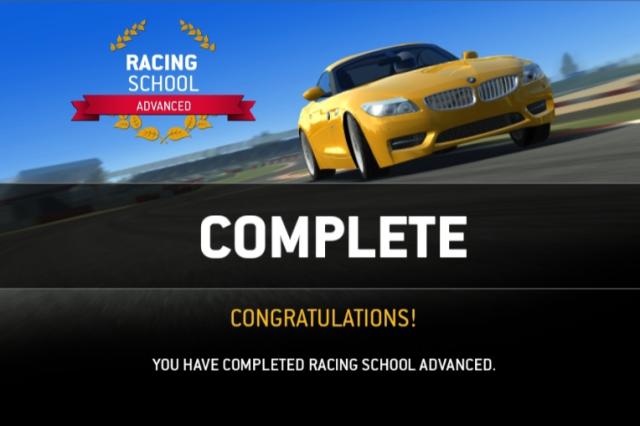 RACING
SCHOOL
ADVANCED
COMPLETE
CONGRATULATIONS!
YOU HAVE COMPLETED RACING SCHOOL ADVANCED.